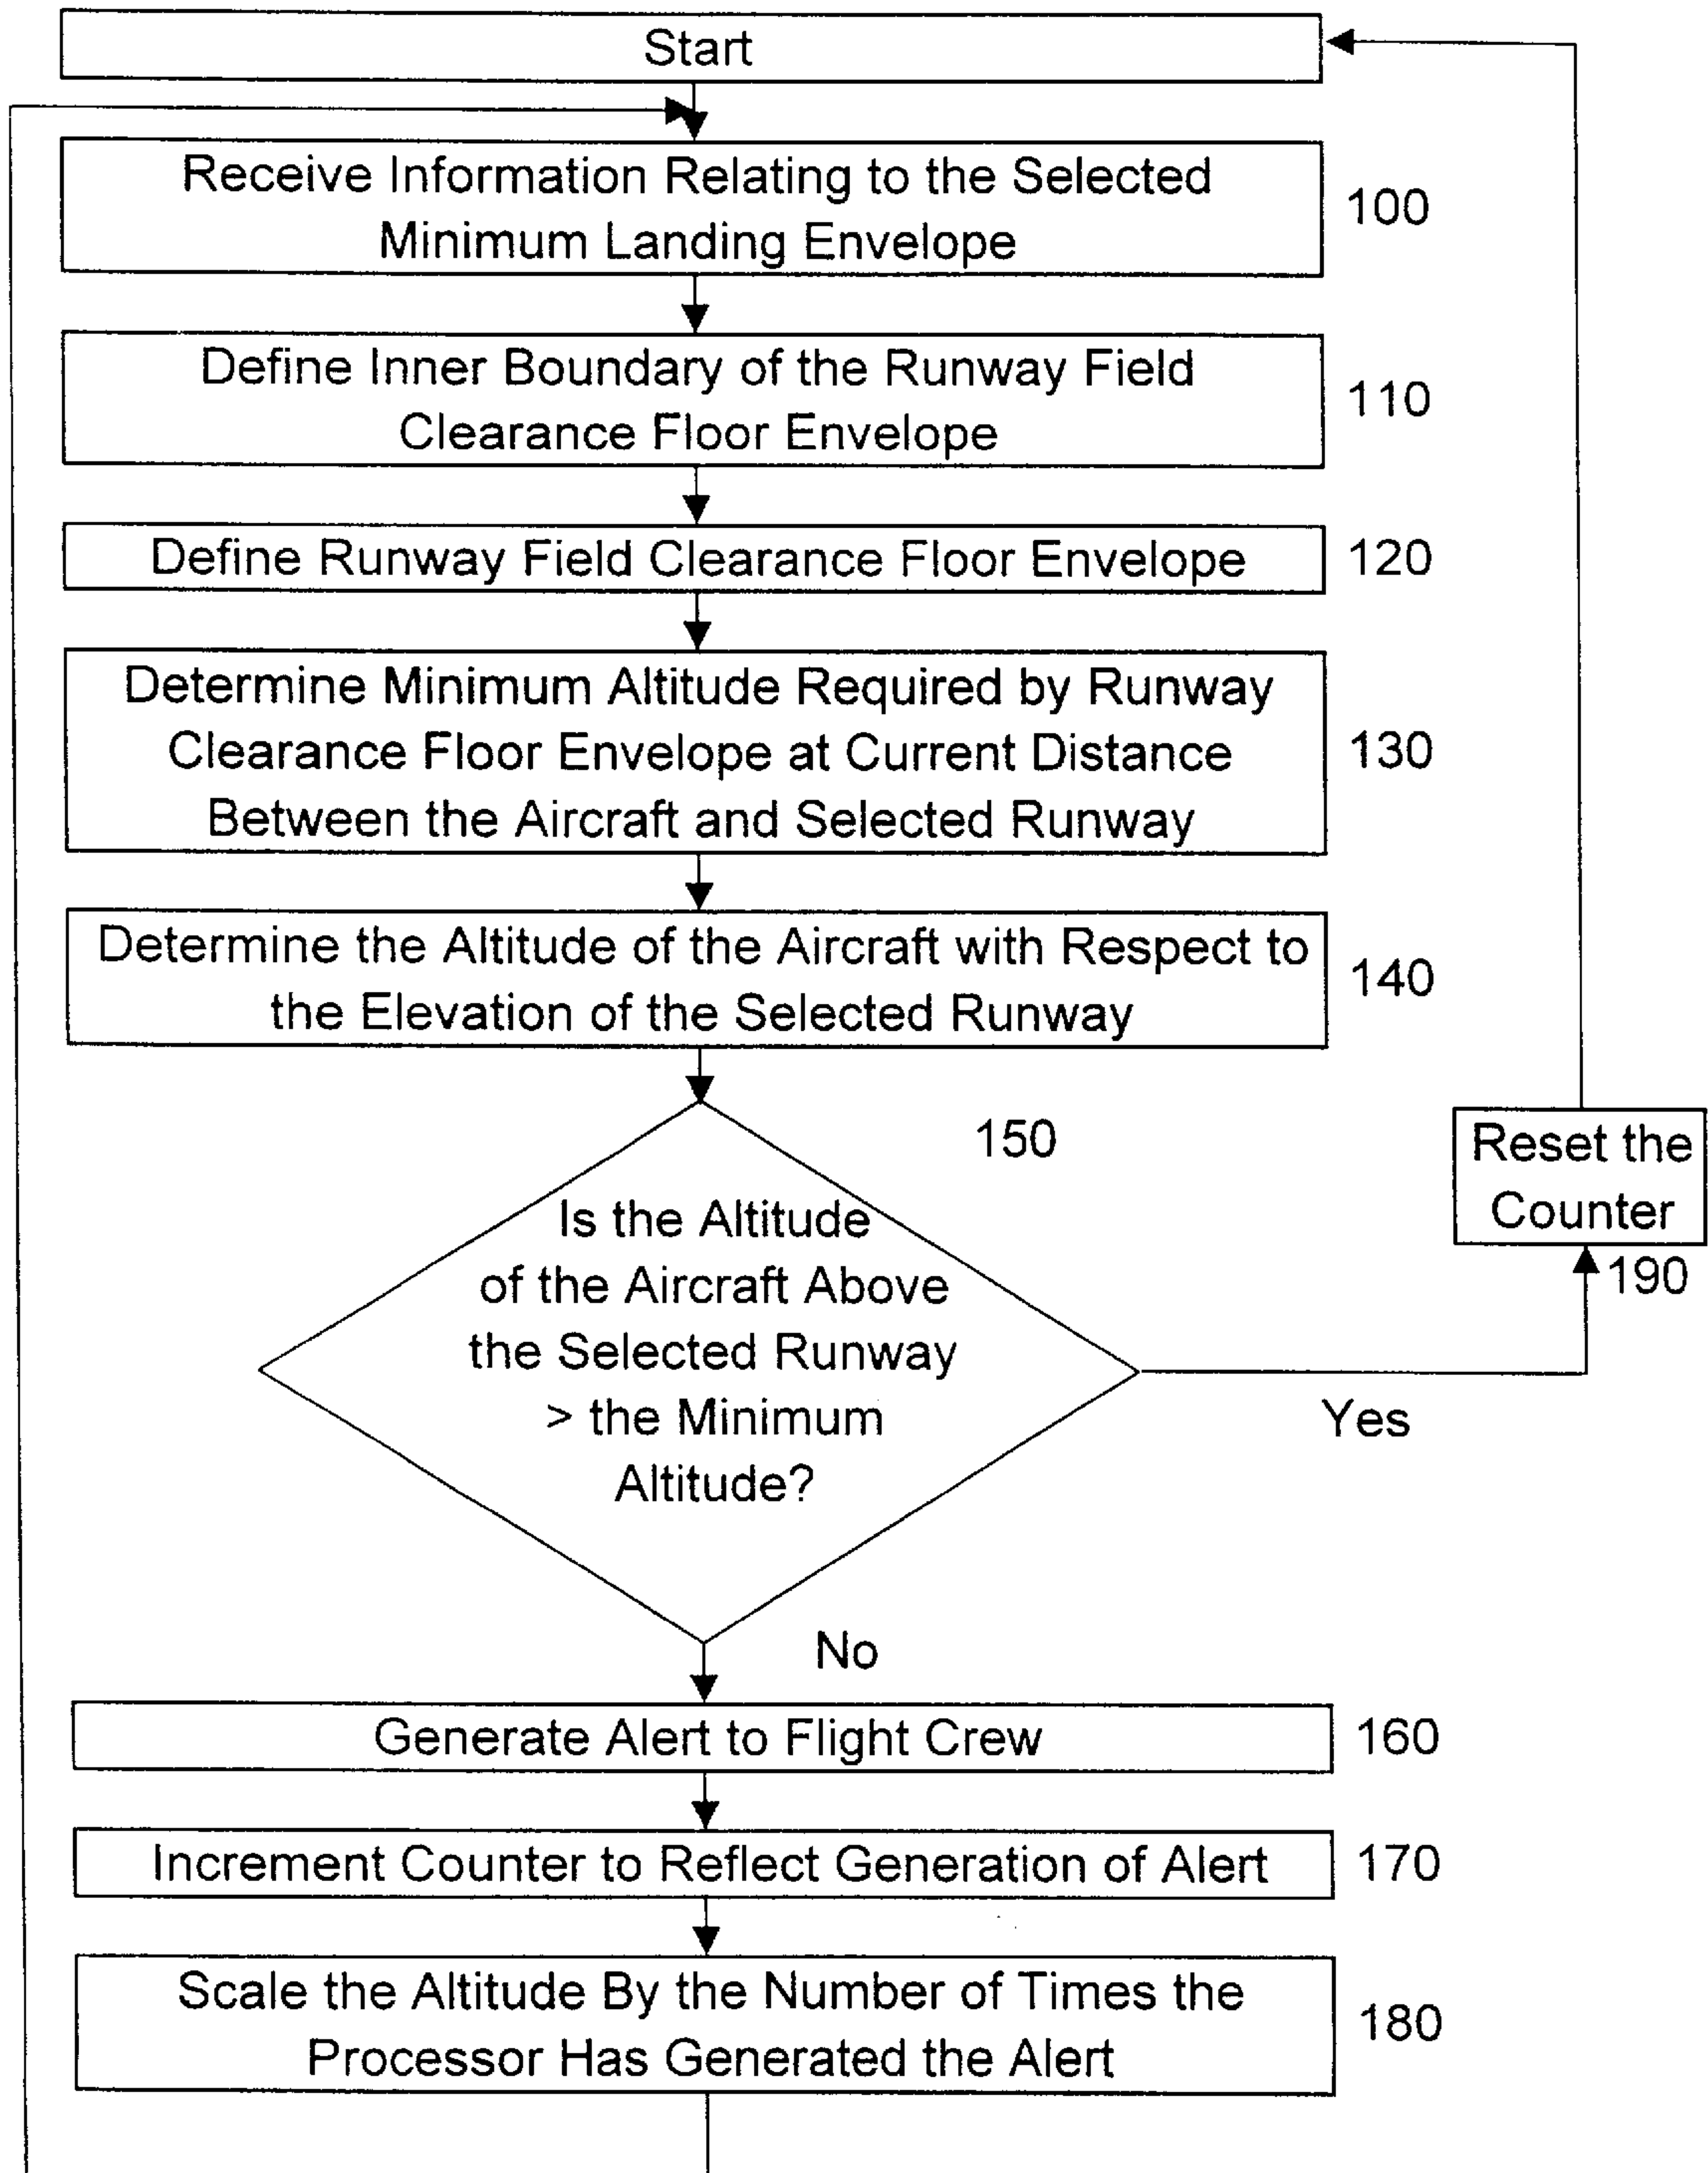 Start
Receive Information Relating to the Selected
Minimum Landing Envelope
100
Define Inner Boundary of the Runway Field
Clearance Floor Envelope
110
Define Runway Field Clearance Floor Envelope
120
Determine Minimum Altitude Required by Runway
Clearance Floor Envelope at Current Distance
Between the Aircraft and Selected Runway
130
Determine the Altitude of the Aircraft with Respect to
the Elevation of the Selected Runway
140
150
Is the Altitude
of the Aircraft Above
the Selected Runway
> the Minimum
Altitude?
Yes
Reset the
Counter
190
No
Generate Alert to Flight Crew
160
Increment Counter to Reflect Generation of Alert
170
Scale the Altitude By the Number of Times the
Processor Has Generated the Alert
180